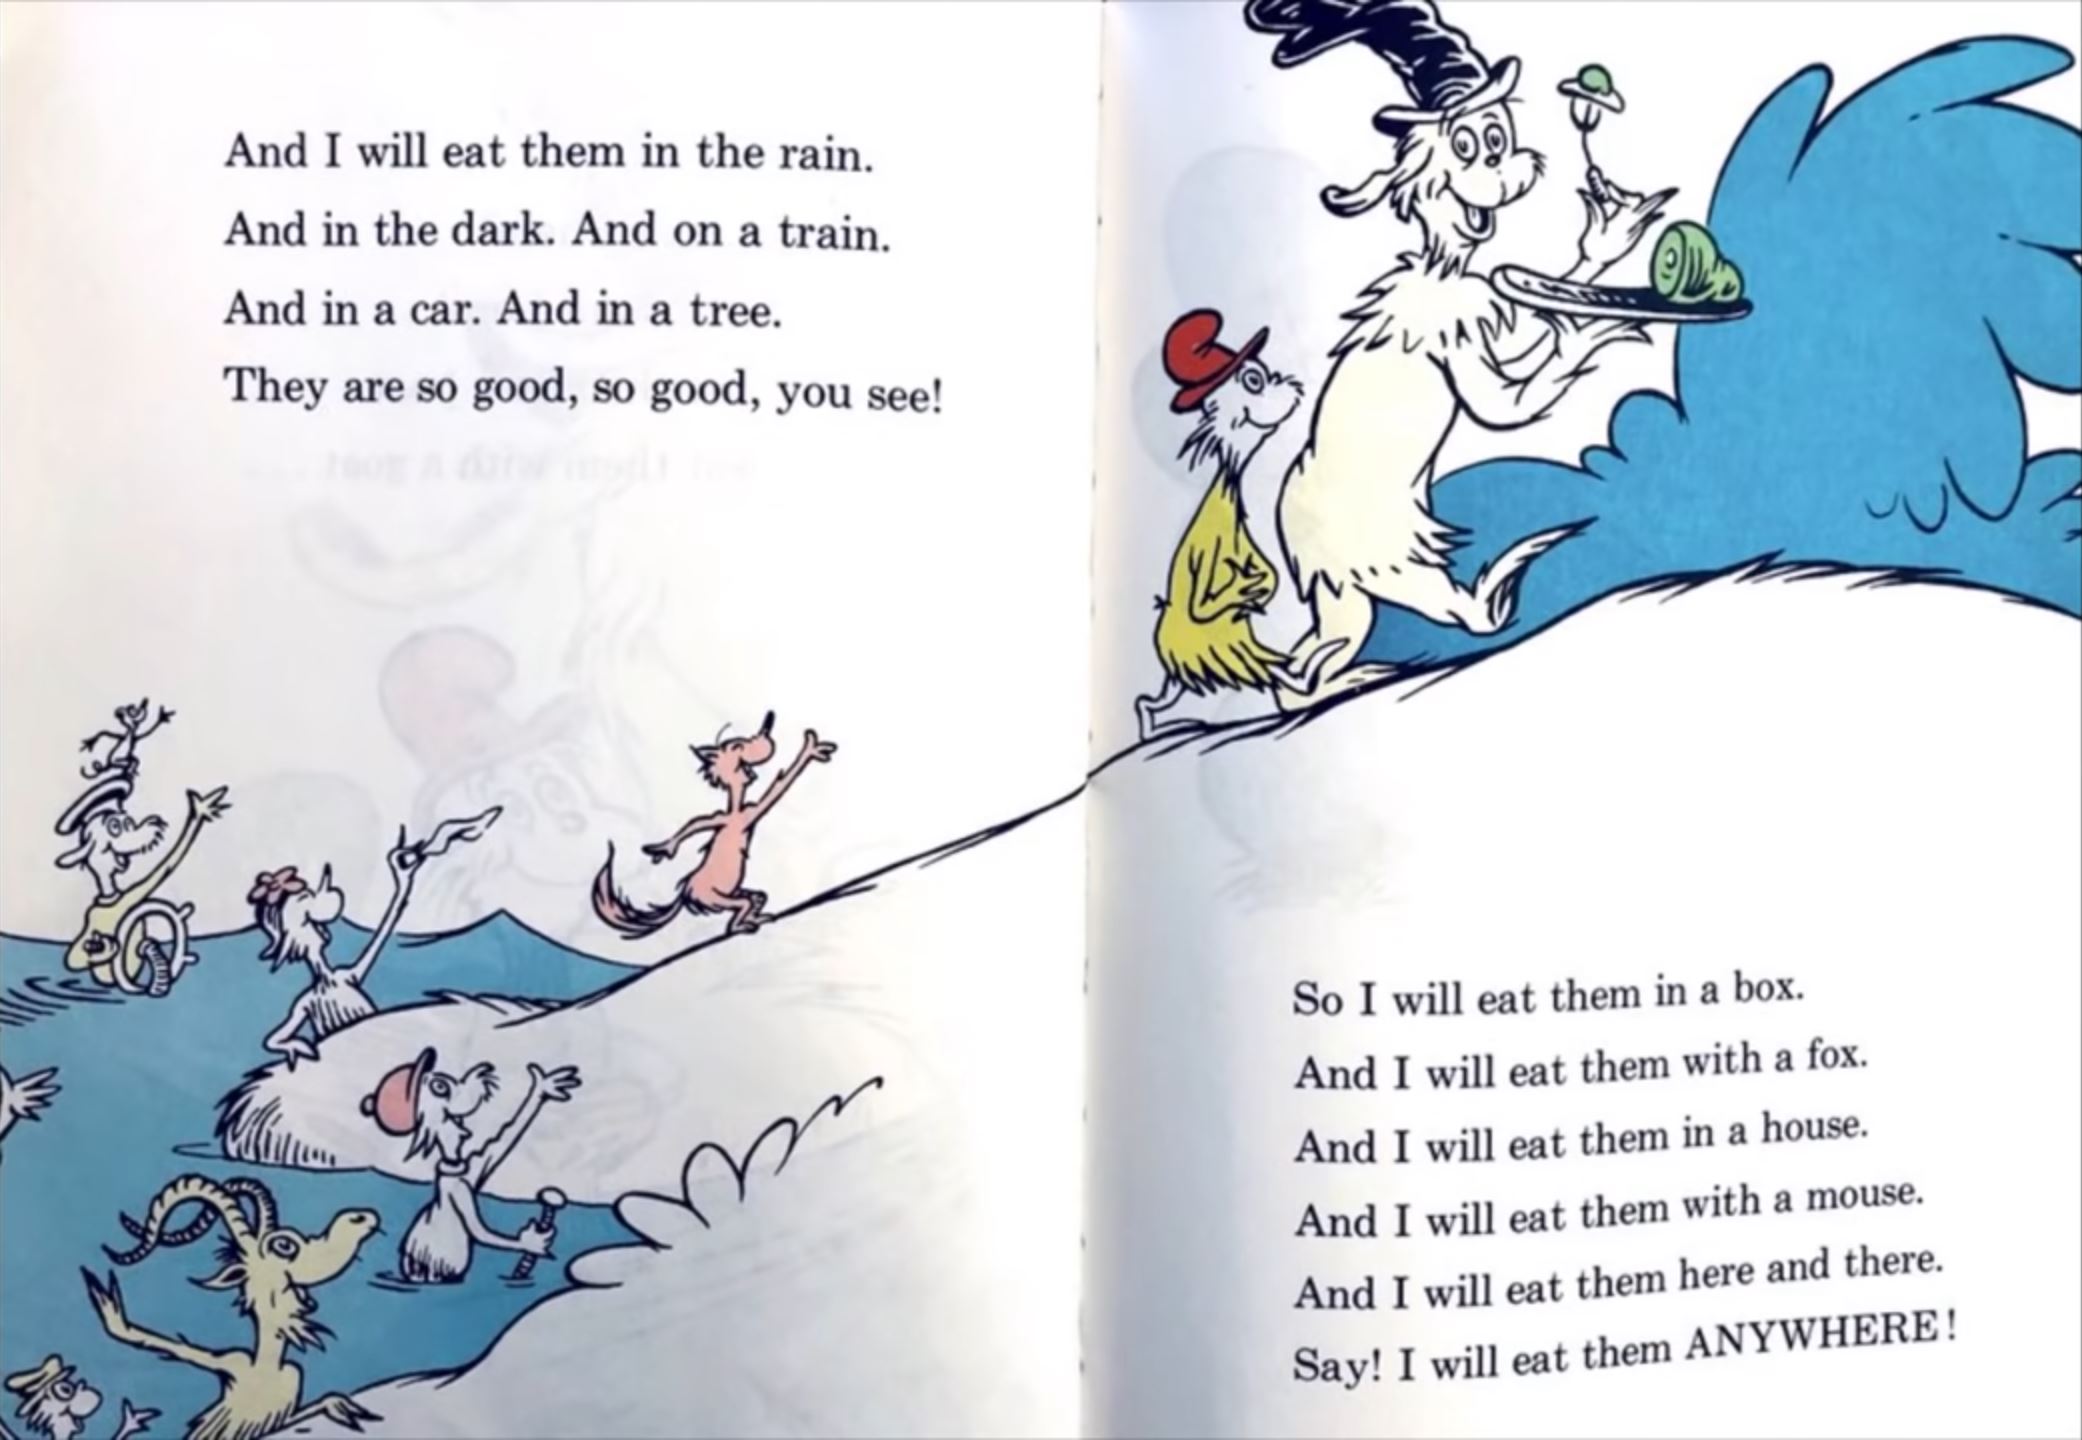 And I will eat them in the rain.
And in the dark. And on a train.
And in a car. And in a tree.
They are so good, so good, you see!
So I will eat them in a box.
And I will eat them with a fox.
And I will eat them in a house.
And I will eat them with a mouse.
And I will eat them here and there.
Say! I will eat them ANYWHERE!